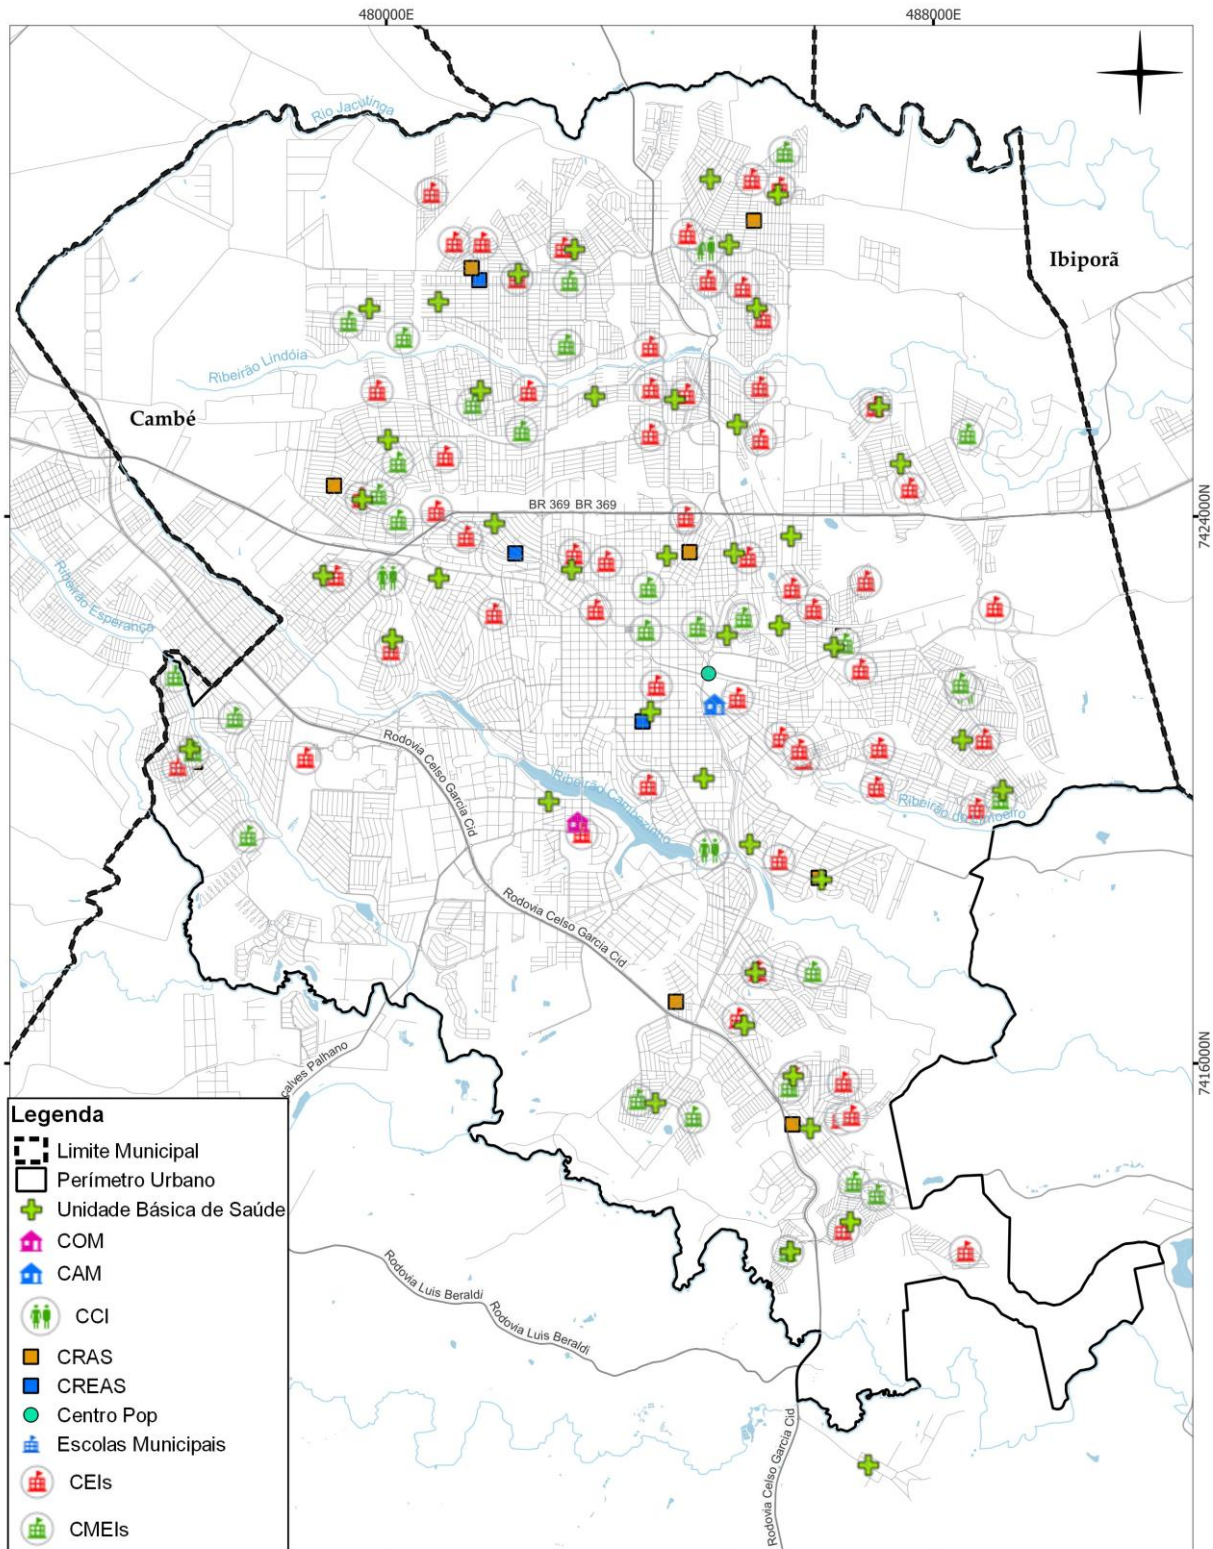 480000E
488000E
Rio Jacutinga
Ibiporã
Ribeirão Lindóia
Cambé
BR 369 BR 369
7424000N
Ribeirão Esperança
Rodovia Celso Garcia Cid
Ribeirão Cambezinho
Ribeirão do Limoeiro
Rodovia Celso Garcia Cid
7416000N
calves Palhano
Legenda
Limite Municipal
Perímetro Urbano
Unidade Básica de Saúde
COM
CAM
CCI
CRAS
CREAS
Centro Pop
Escolas Municipais
CEIs
CMEIs
Rodovia Luis Beraldi
Rodovia Luis Beraldi
Rodovia Celso Garcia Cid